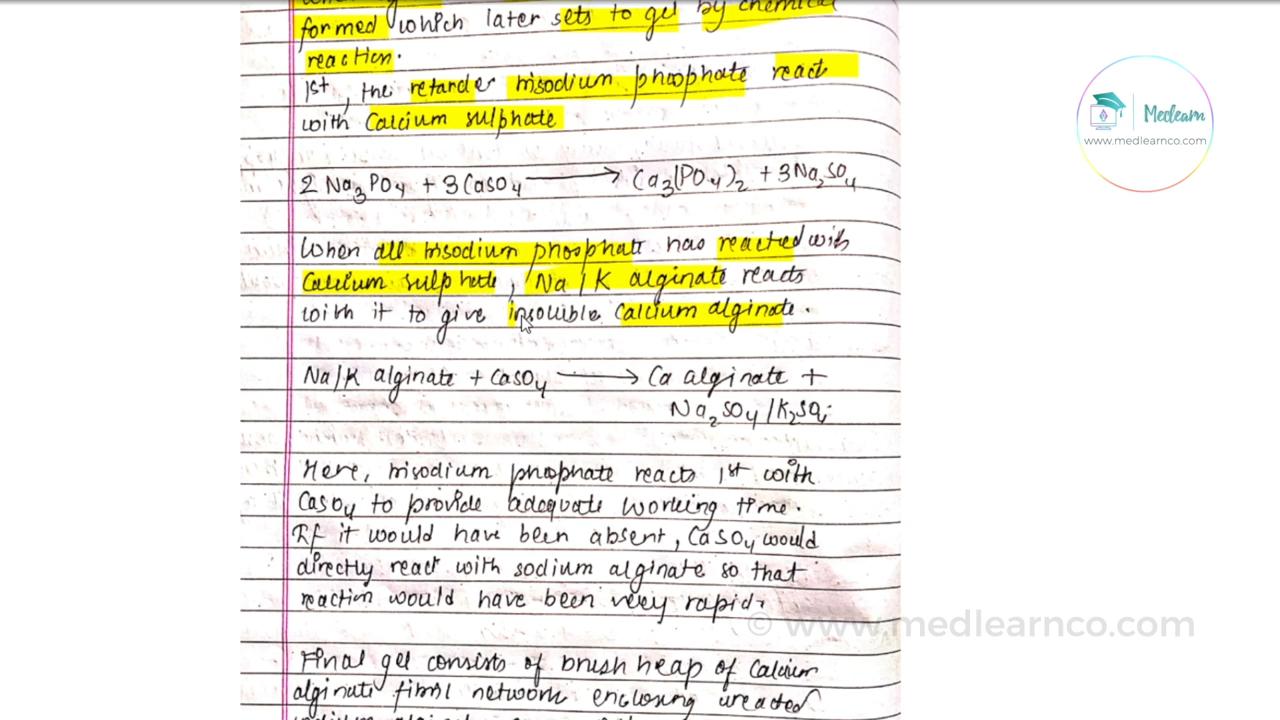 formed which later sets to gel by chemical
reaction.
1st, the retarder trisodium phosphate react
with Calcium sulphate
2 Na3PO4 + 3CaSO4 ⟶ Ca3(PO4)2 + 3Na2SO4
When all trisodium phosphate has reacted with
Calcium sulphate, Na/K alginate reacts
with it to give insoluble Calcium alginate.
Na/K alginate + CaSO4 ⟶ Ca alginate +
Na2SO4/K2SO4
Here, trisodium phosphate reacts 1st with
CaSO4 to provide adequate working time.
If it would have been absent, CaSO4 would
directly react with sodium alginate so that
reaction would have been very rapid.
Final gel consists of brush heap of Calcium
alginate fibril network enclosing unreacted
Medlearn
www.medlearnco.com
© www.medlearnco.com